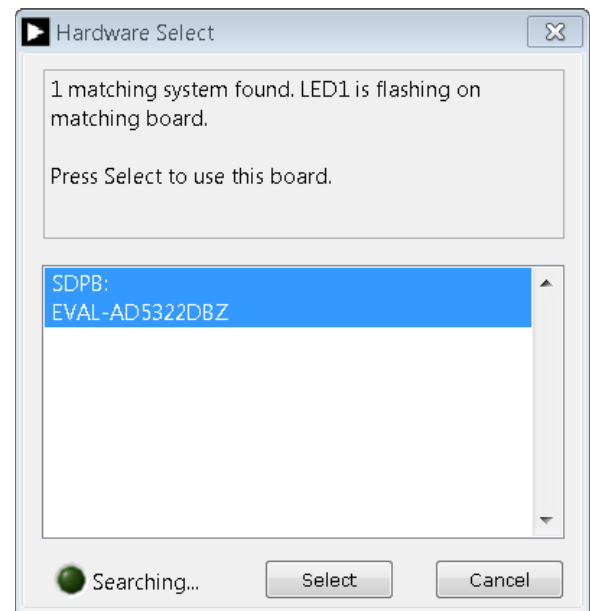 Hardware Select
1 matching system found. LED1 is flashing on
matching board.
Press Select to use this board.
SDPB:
EVAL-AD5322DBZ
Searching...
Select
Cancel